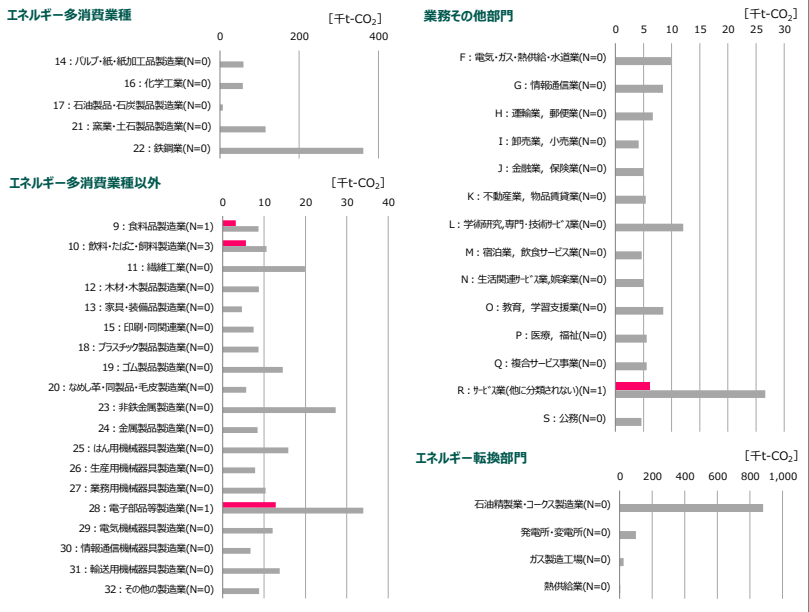 エネルギー多消費業種
[千t-CO₂]
0 200 400
14：パルプ・紙・紙加工品製造業(N=0)
16：化学工業(N=0)
17：石油製品・石炭製品製造業(N=0)
21：窯業・土石製品製造業(N=0)
22：鉄鋼業(N=0)
エネルギー多消費業種以外
[千t-CO₂]
0 10 20 30 40
9：食料品製造業(N=1)
10：飲料・たばこ・飼料製造業(N=3)
11：繊維工業(N=0)
12：木材・木製品製造業(N=0)
13：家具・装備品製造業(N=0)
15：印刷・同関連業(N=0)
18：プラスチック製品製造業(N=0)
19：ゴム製品製造業(N=0)
20：なめし革・同製品・毛皮製造業(N=0)
23：非鉄金属製造業(N=0)
24：金属製品製造業(N=0)
25：はん用機械器具製造業(N=0)
26：生産用機械器具製造業(N=0)
27：業務用機械器具製造業(N=0)
28：電子部品等製造業(N=1)
29：電気機械器具製造業(N=0)
30：情報通信機械器具製造業(N=0)
31：輸送用機械器具製造業(N=0)
32：その他の製造業(N=0)
業務その他部門
[千t-CO₂]
0 5 10 15 20 25 30
F：電気・ガス・熱供給・水道業(N=0)
G：情報通信業(N=0)
H：運輸業，郵便業(N=0)
I：卸売業，小売業(N=0)
J：金融業，保険業(N=0)
K：不動産業，物品賃貸業(N=0)
L：学術研究,専門・技術ｻｰﾋﾞｽ業(N=0)
M：宿泊業，飲食サービス業(N=0)
N：生活関連ｻｰﾋﾞｽ業,娯楽業(N=0)
O：教育，学習支援業(N=0)
P：医療，福祉(N=0)
Q：複合サービス事業(N=0)
R：ｻｰﾋﾞｽ業(他に分類されない)(N=1)
S：公務(N=0)
エネルギー転換部門
[千t-CO₂]
0 200 400 600 800 1,000
石油精製業・コークス製造業(N=0)
発電所・変電所(N=0)
ガス製造工場(N=0)
熱供給業(N=0)